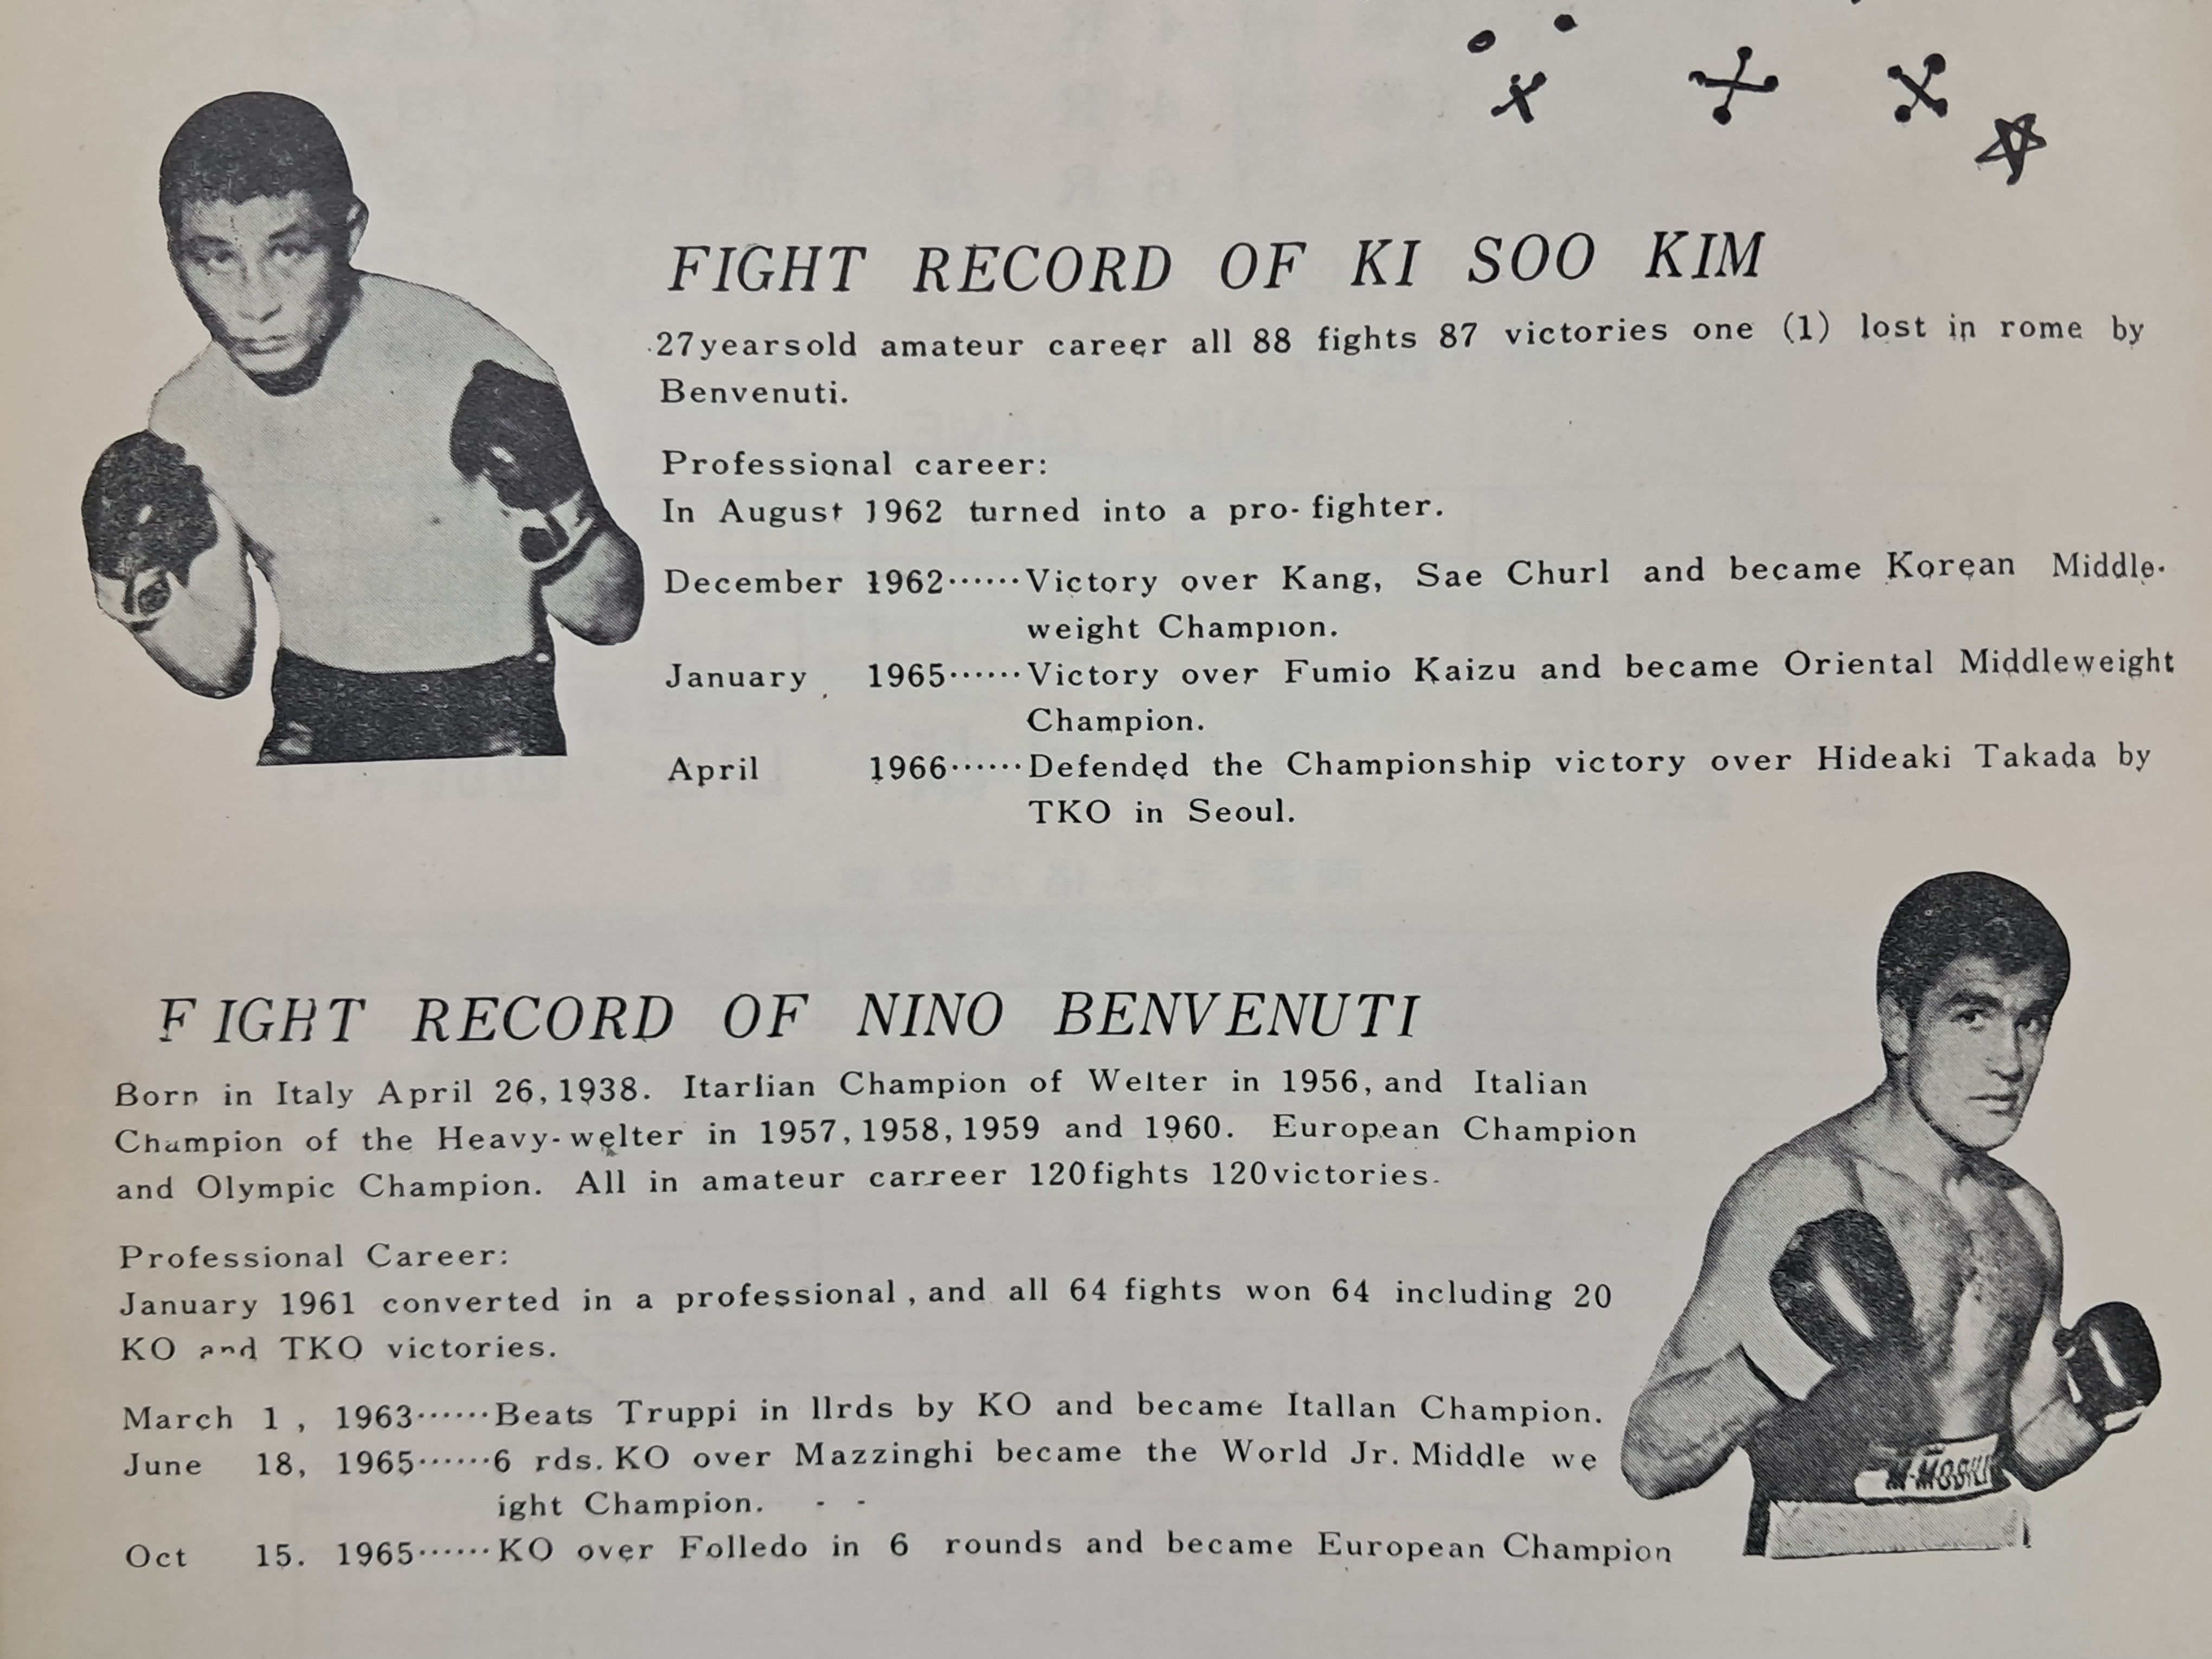 FIGHT RECORD OF KI SOO KIM
27yearsold amateur career all 88 fights 87 victories one (1) lost in rome by
Benvenuti.
Professional career:
In August 1962 turned into a pro-fighter.
December 1962······Victory over Kang, Sae Churl and became Korean Middle-
weight Champion.
January 1965······Victory over Fumio Kaizu and became Oriental Middleweight
Champion.
April 1966······Defended the Championship victory over Hideaki Takada by
TKO in Seoul.
FIGHT RECORD OF NINO BENVENUTI
Born in Italy April 26,1938. Itarlian Champion of Welter in 1956, and Italian
Champion of the Heavy-welter in 1957,1958,1959 and 1960. European Champion
and Olympic Champion. All in amateur carreer 120fights 120victories.
Professional Career:
January 1961 converted in a professional, and all 64 fights won 64 including 20
KO and TKO victories.
March 1, 1963······Beats Truppi in llrds by KO and became Itallan Champion.
June 18, 1965······6 rds. KO over Mazzinghi became the World Jr. Middle we
ight Champion. - -
Oct 15. 1965······KO over Folledo in 6 rounds and became European Champion